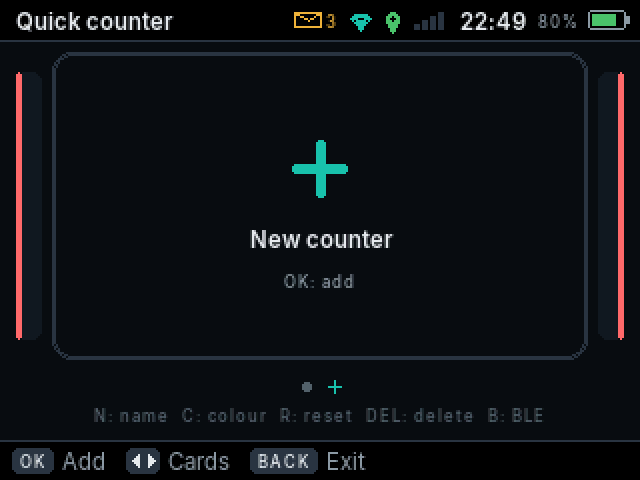 Quick counter 3 22:49 80%
New counter
OK: add
N: name C: colour R: reset DEL: delete B: BLE
OK Add Cards BACK Exit